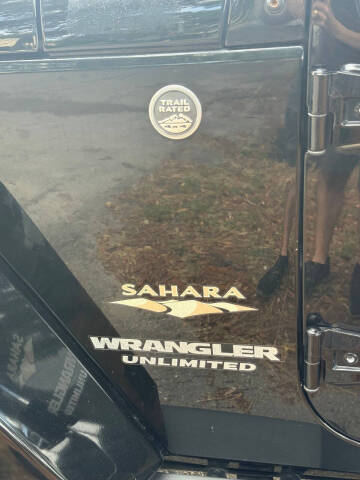 TRAIL
RATED
SAHARA
WRANGLER
UNLIMITED